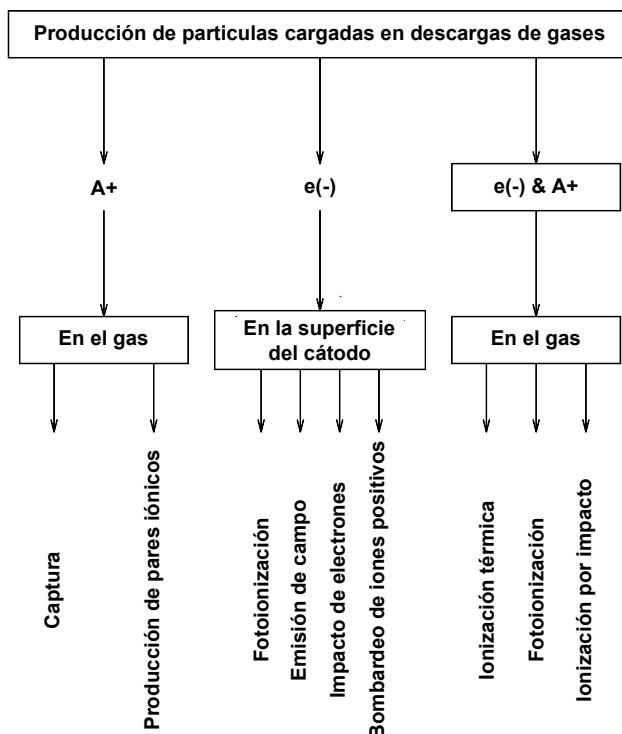 Producción de particulas cargadas en descargas de gases
A+
e(-)
e(-) & A+
En el gas
En la superficie
del cátodo
En el gas
Captura
Producción de pares iónicos
Fotoionización
Emisión de campo
Impacto de electrones
Bombardeo de iones positivos
Ionización térmica
Fotoionización
Ionización por impacto